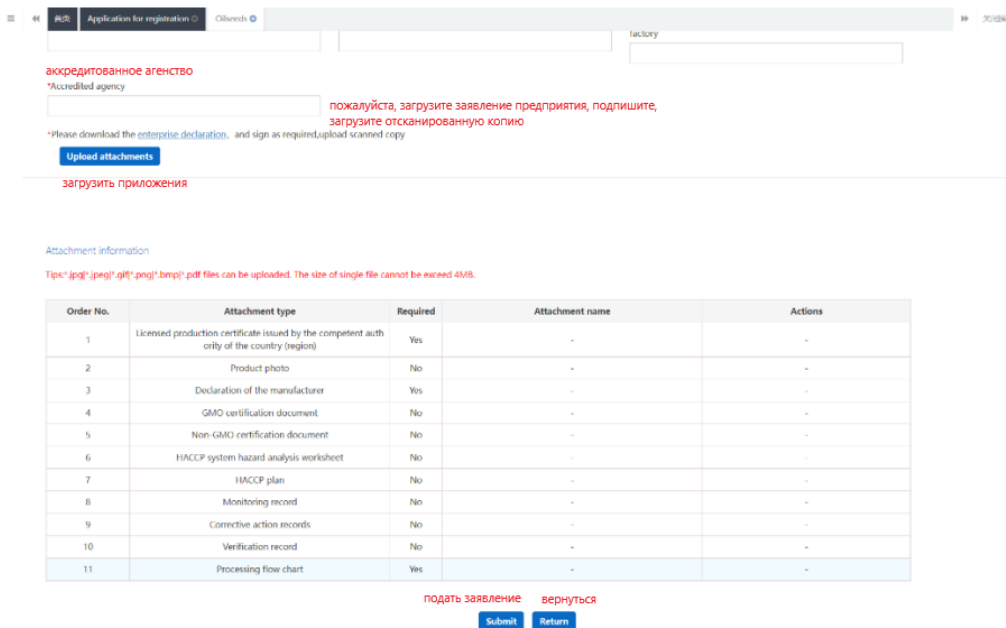 首页 Application for registration Oilseeds
factory
аккредитованное агенство
*Accredited agency
пожалуйста, загрузите заявление предприятия, подпишите,
загрузите отсканированную копию
*Please download the enterprise declaration, and sign as required,upload scanned copy
Upload attachments
загрузить приложения
Attachment information
Tips:*.jpg|*.jpeg|*.gif|*.png|*.bmp|*.pdf files can be uploaded. The size of single file cannot be exceed 4MB.
Order No. Attachment type Required Attachment name Actions
1 Licensed production certificate issued by the competent auth Yes - -
ority of the country (region)
2 Product photo No - -
3 Declaration of the manufacturer Yes - -
4 GMO certification document No - -
5 Non-GMO certification document No - -
6 HACCP system hazard analysis worksheet No - -
7 HACCP plan No - -
8 Monitoring record No - -
9 Corrective action records No - -
10 Verification record No - -
11 Processing flow chart Yes - -
подать заявление вернуться
Submit Return